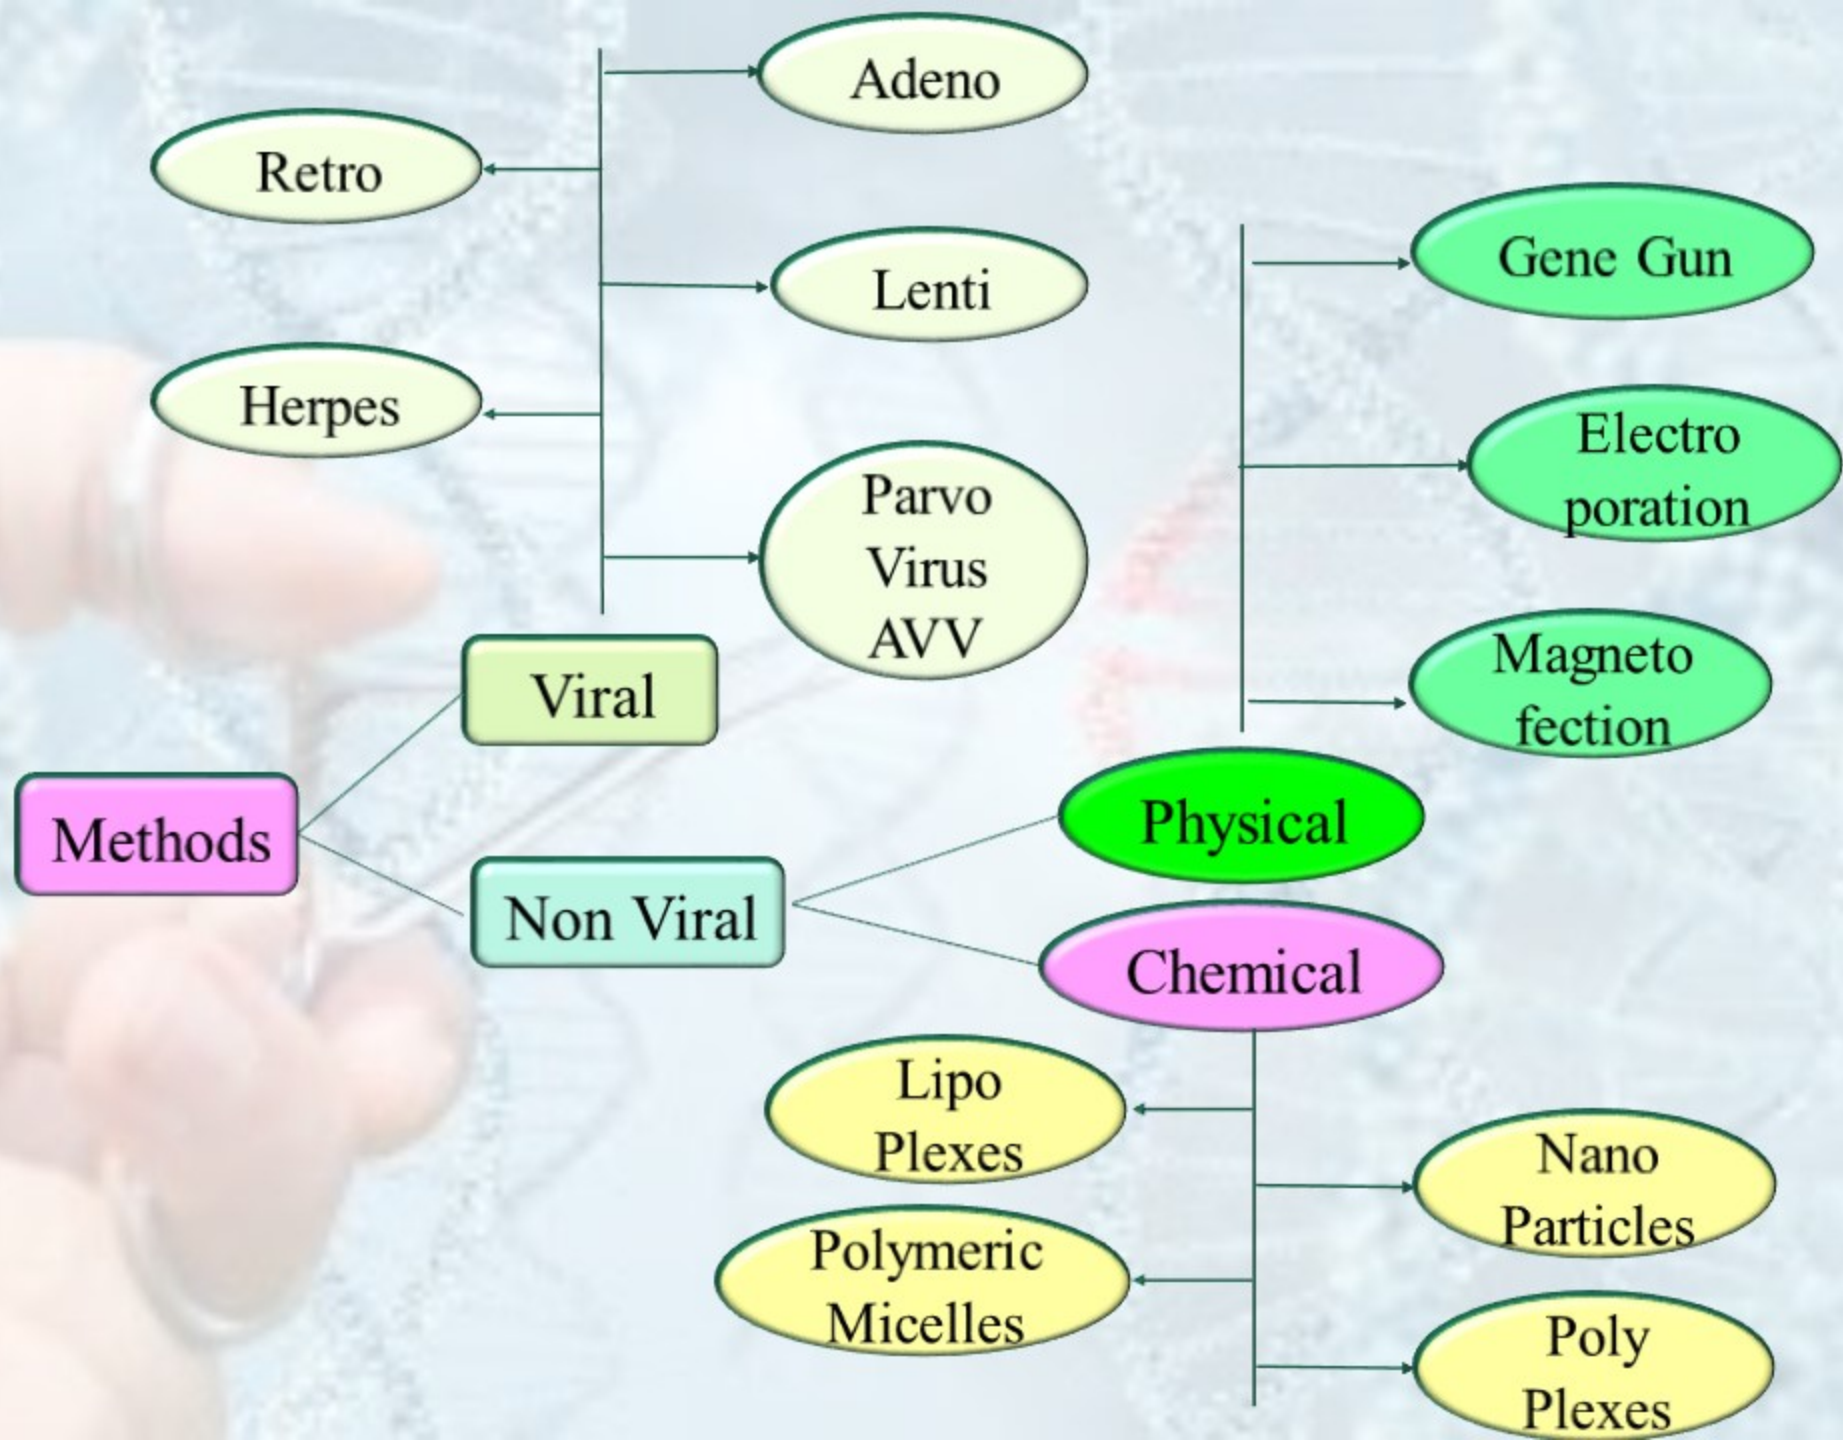 Adeno
Retro
Lenti
Herpes
Parvo
Virus
AVV
Gene Gun
Electro
poration
Magneto
fection
Viral
Methods
Non Viral
Physical
Chemical
Lipo
Plexes
Nano
Particles
Polymeric
Micelles
Poly
Plexes